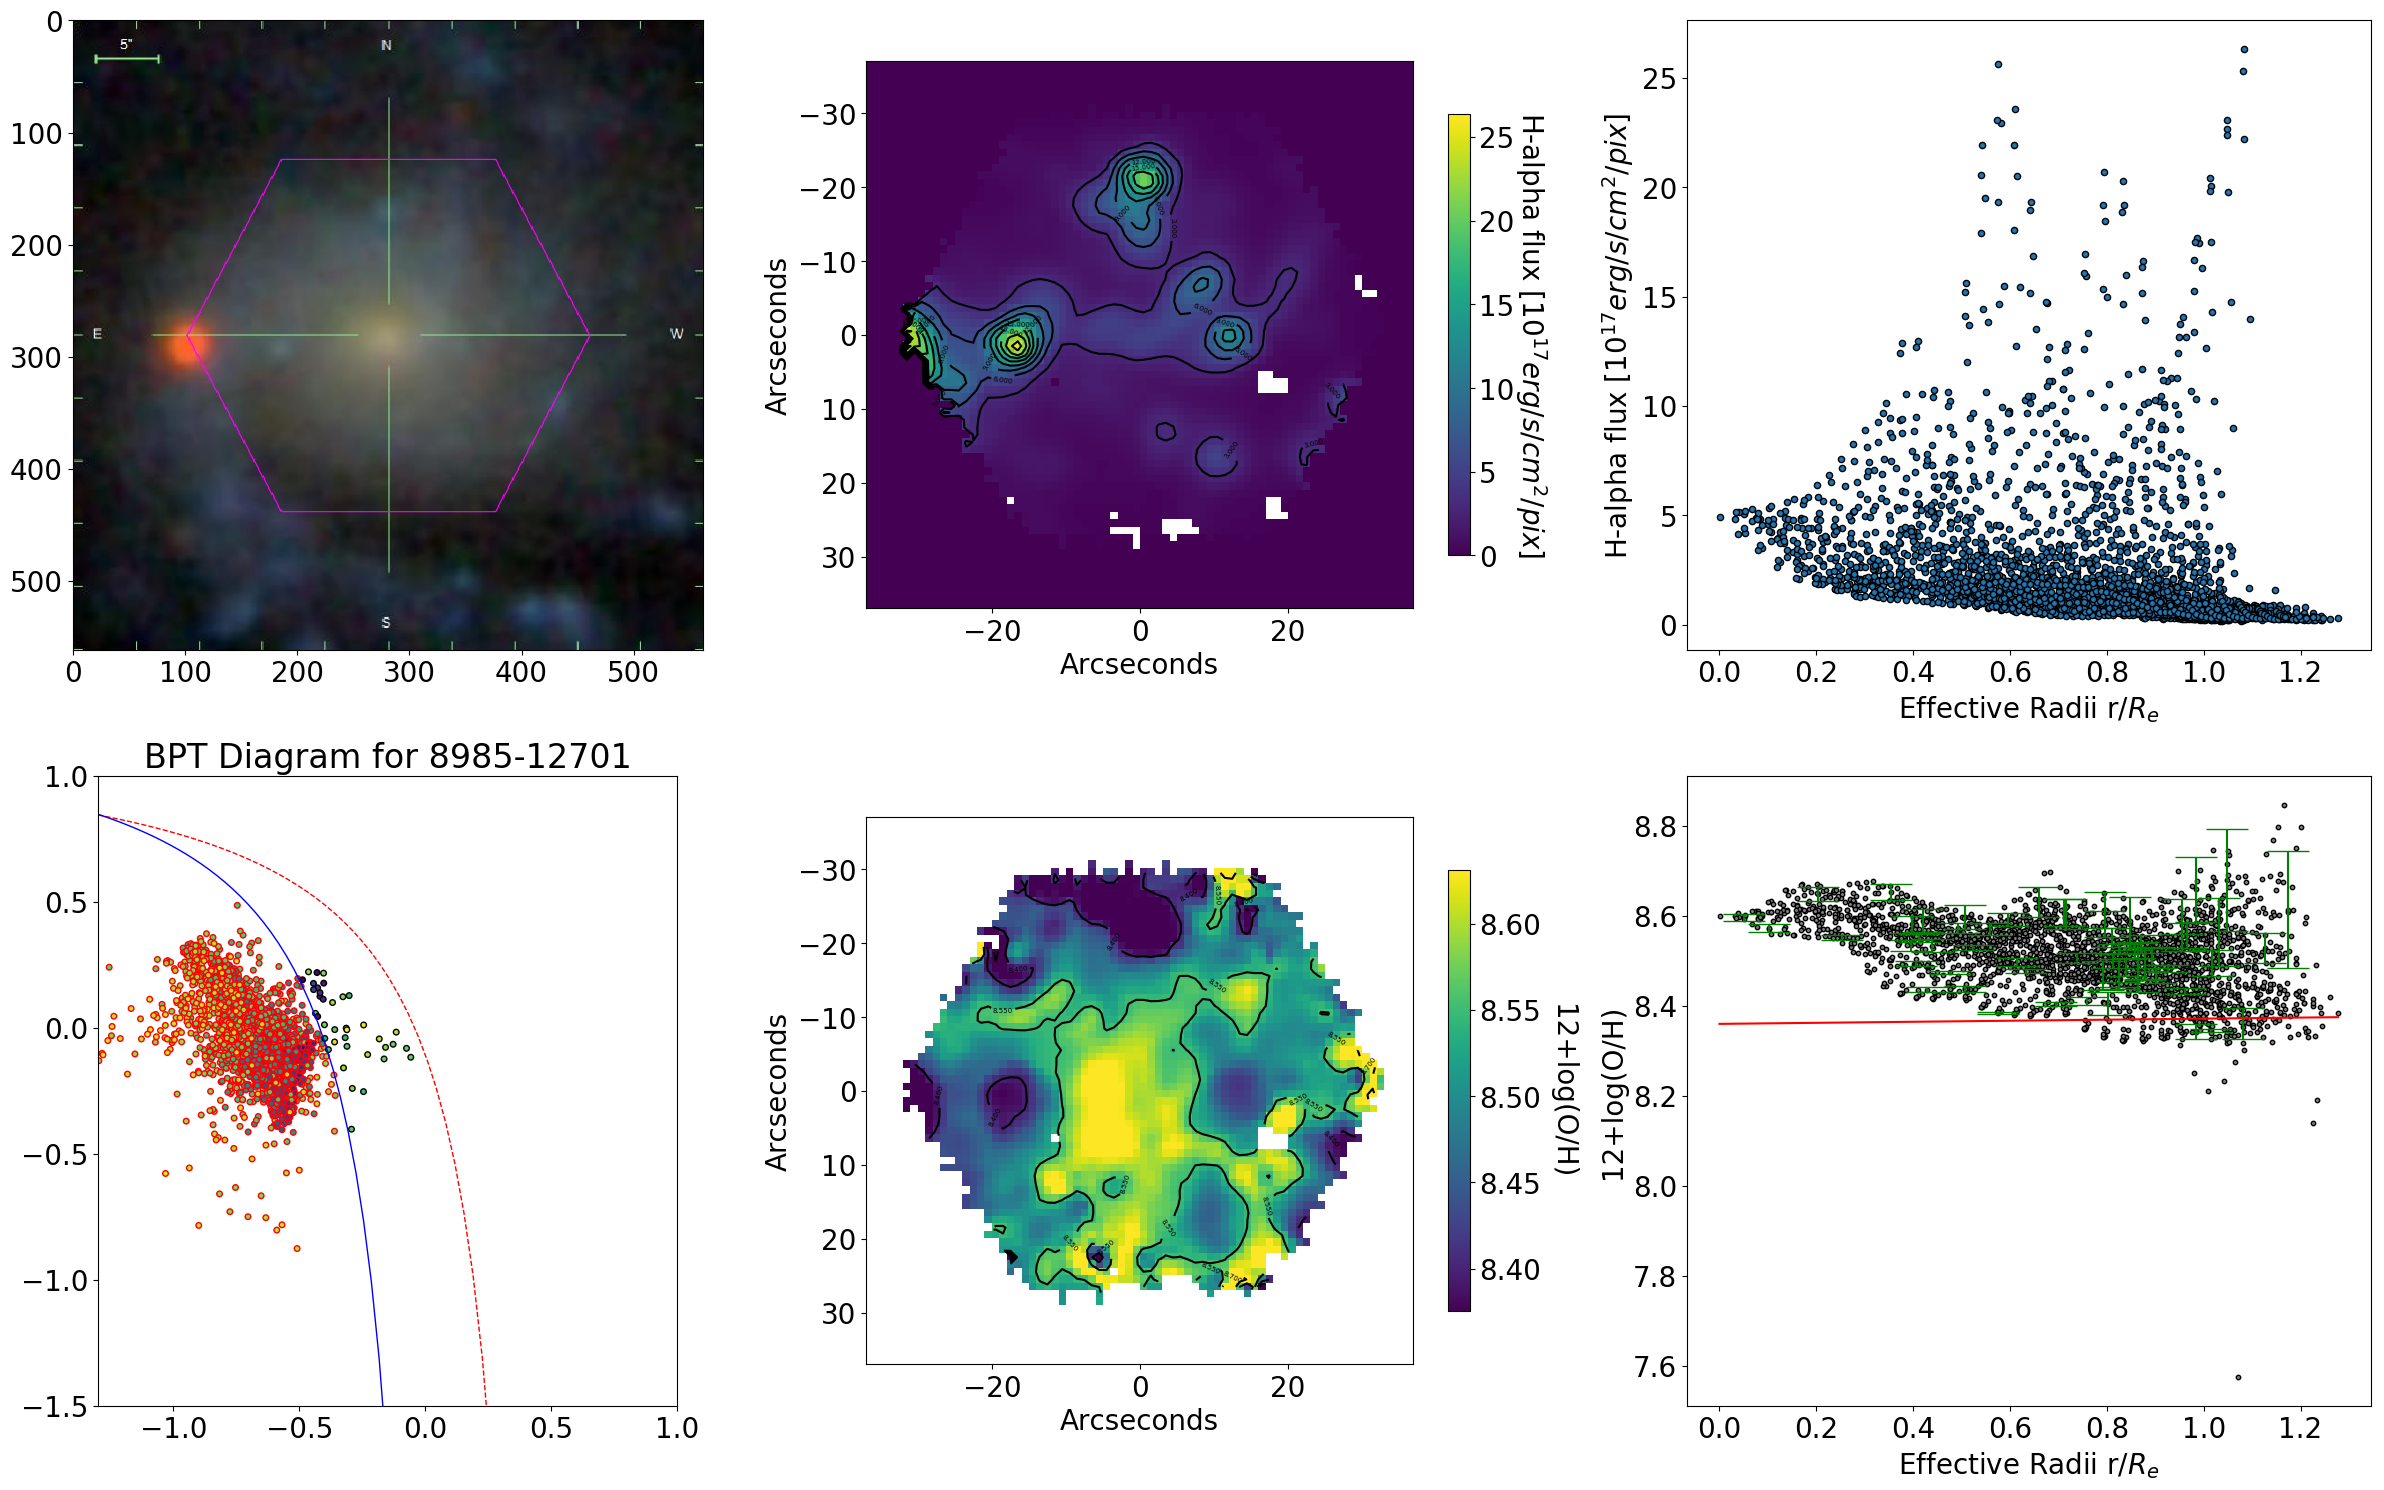 0
100
200
300
400
500
5"
N
E
W
S
0 100 200 300 400 500
−30
−20
−10
0
10
20
30
Arcseconds
−20 0 20
Arcseconds
25
20
15
10
5
0
H-alpha flux [10^17 erg/s/cm^2/pix]
H-alpha flux [10^17 erg/s/cm^2/pix]
25
20
15
10
5
0
0.0 0.2 0.4 0.6 0.8 1.0 1.2
Effective Radii r/R_e
BPT Diagram for 8985-12701
1.0
0.5
0.0
−0.5
−1.0
−1.5
−1.0 −0.5 0.0 0.5 1.0
−30
−20
−10
0
10
20
30
Arcseconds
−20 0 20
Arcseconds
8.60
8.55
8.50
8.45
8.40
12+log(O/H)
12+log(O/H)
8.8
8.6
8.4
8.2
8.0
7.8
7.6
0.0 0.2 0.4 0.6 0.8 1.0 1.2
Effective Radii r/R_e